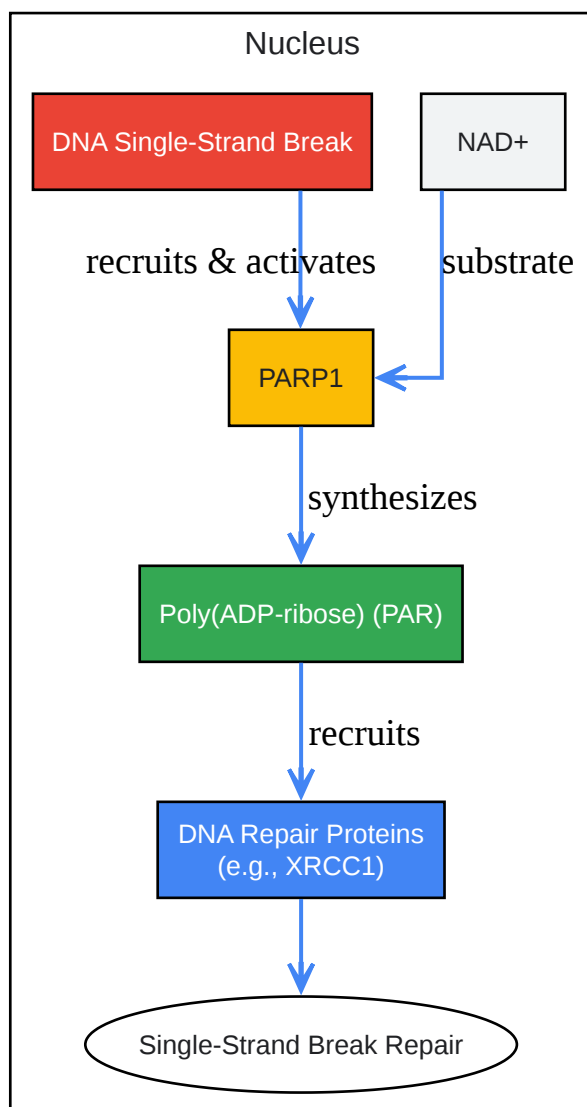 Nucleus
DNA Single-Strand Break
NAD+
recruits & activates
substrate
PARP1
synthesizes
Poly(ADP-ribose) (PAR)
recruits
DNA Repair Proteins
(e.g., XRCC1)
Single-Strand Break Repair